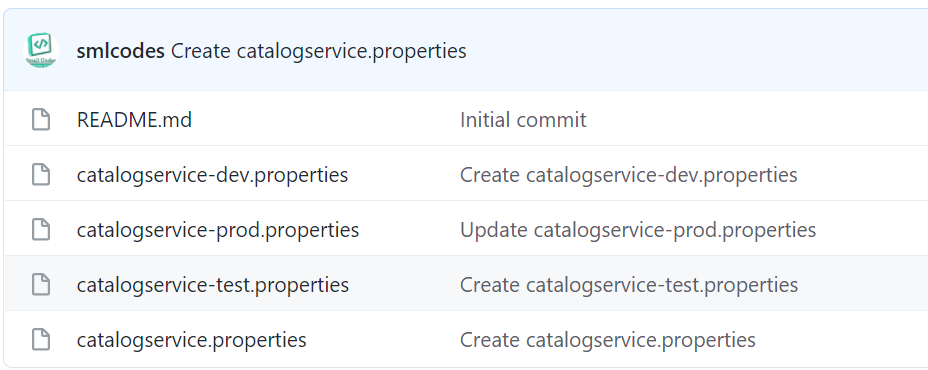 smlcodes Create catalogservice.properties
README.md Initial commit
catalogservice-dev.properties Create catalogservice-dev.properties
catalogservice-prod.properties Update catalogservice-prod.properties
catalogservice-test.properties Create catalogservice-test.properties
catalogservice.properties Create catalogservice.properties